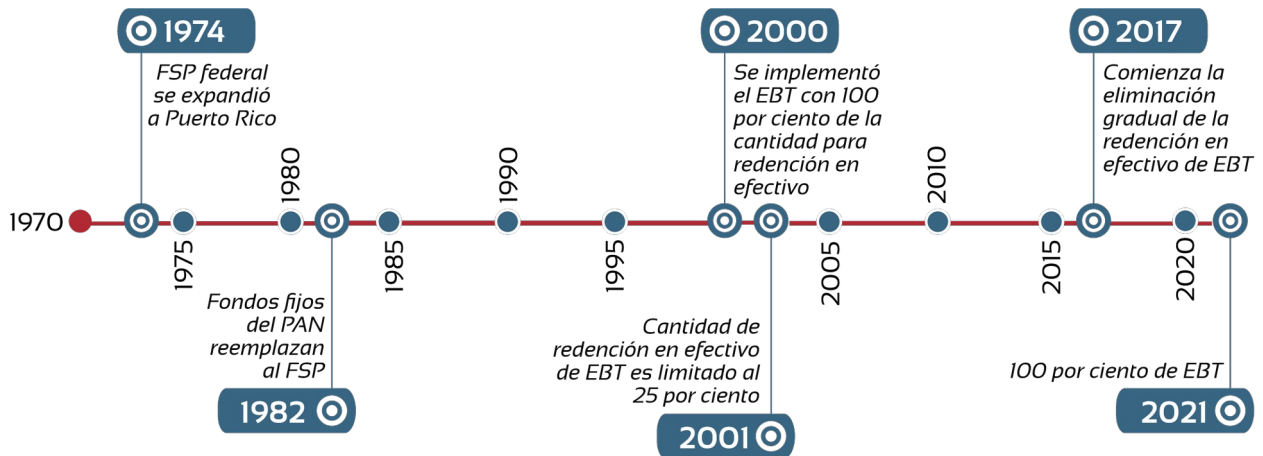 1974
FSP federal
se expandió
a Puerto Rico
2000
Se implementó
el EBT con 100
por ciento de la
cantidad para
redención en
efectivo
2017
Comienza la
eliminación
gradual de la
redención en
efectivo de EBT
1970
1975
1980
1985
1990
1995
2005
2010
2015
2020
Fondos fijos
del PAN
reemplazan
al FSP
1982
Cantidad de
redención en efectivo
de EBT es limitado al
25 por ciento
2001
100 por ciento de EBT
2021